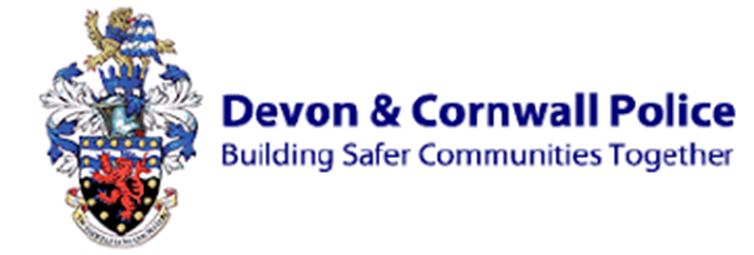 Devon & Cornwall Police
Building Safer Communities Together